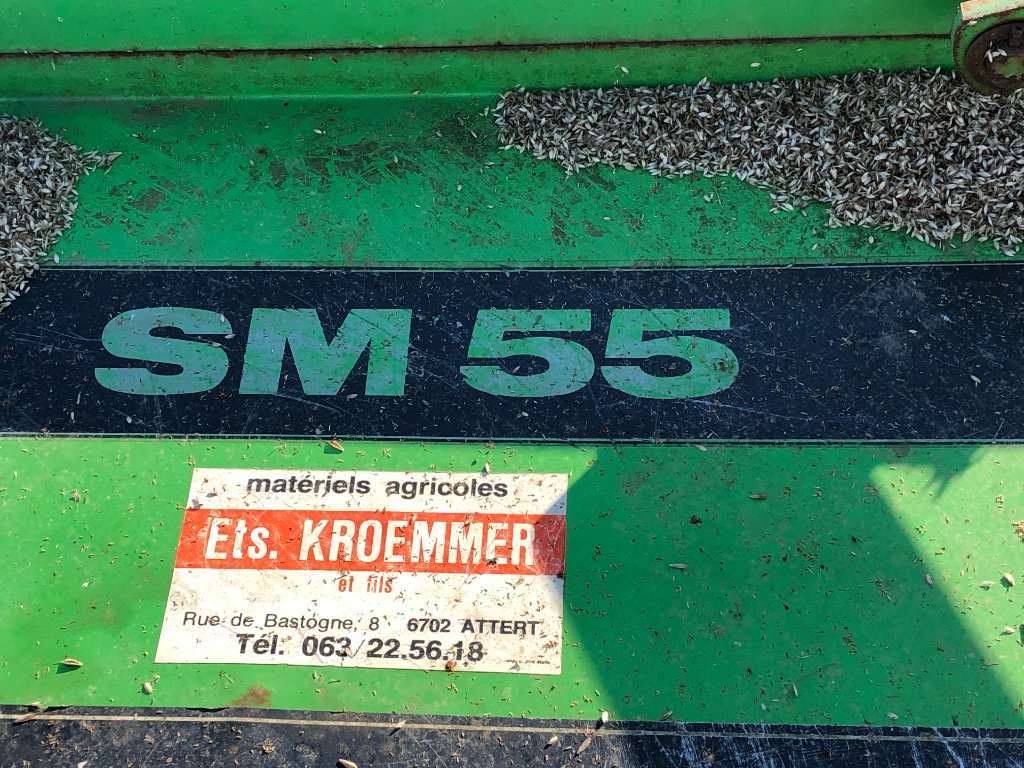 SM 55
matériels agricoles
Ets. KROEMMER
et fils
Rue de Bastogne, 8 6702 ATTERT
Tél. 063/22.56.18